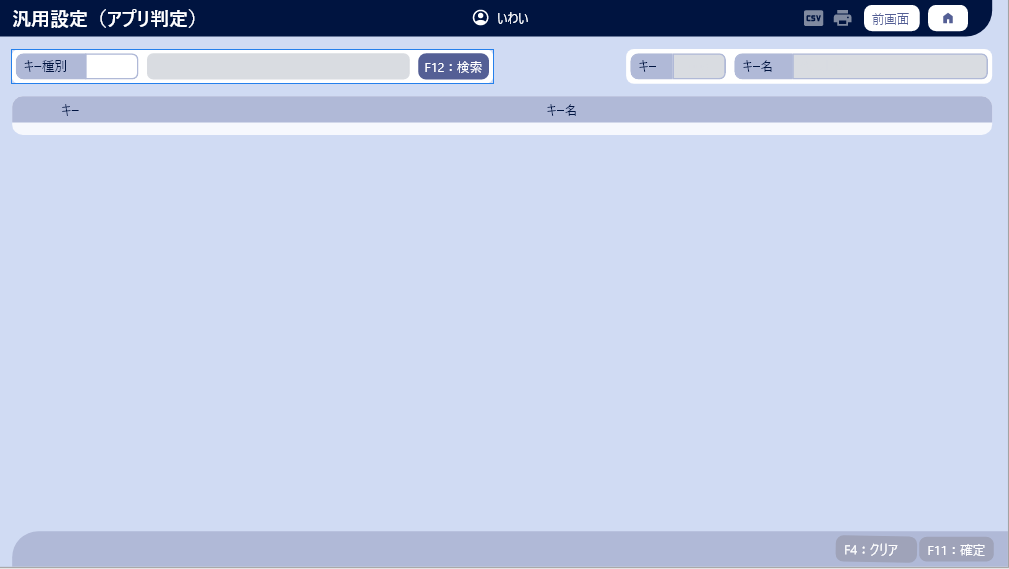 汎用設定（アプリ判定）
いわい
CSV
前画面
キー種別
F12：検索
キー
キー名
キー
キー名
F4：クリア
F11：確定